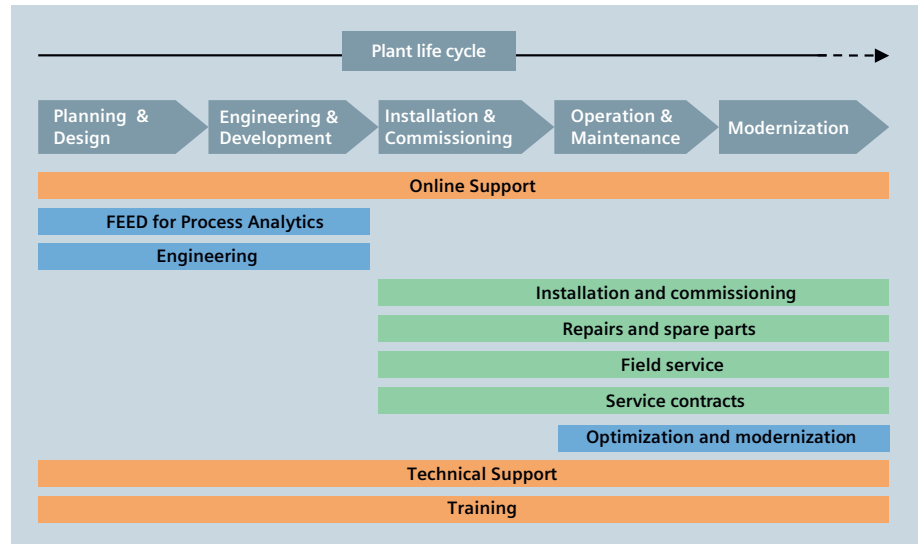 Plant life cycle
Planning &
Design
Engineering &
Development
Installation &
Commissioning
Operation &
Maintenance
Modernization
Online Support
FEED for Process Analytics
Engineering
Installation and commissioning
Repairs and spare parts
Field service
Service contracts
Optimization and modernization
Technical Support
Training